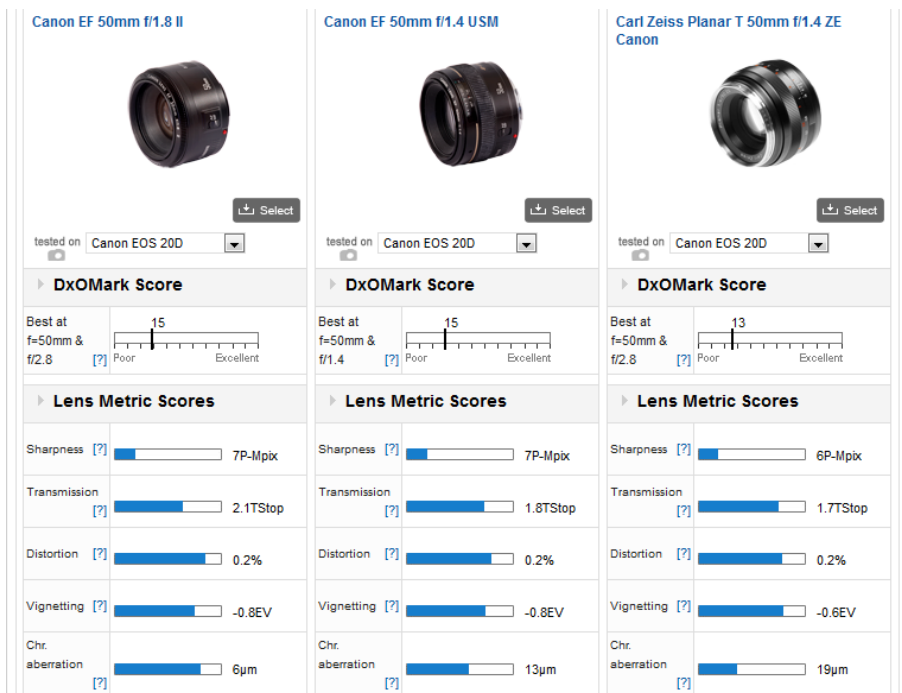 Canon EF 50mm f/1.8 II
Select
tested on Canon EOS 20D
DxOMark Score
Best at
f=50mm &
f/2.8 [?]
15
Poor Excellent
Lens Metric Scores
Sharpness [?] 7P-Mpix
Transmission
[?] 2.1TStop
Distortion [?] 0.2%
Vignetting [?] -0.8EV
Chr.
aberration
[?] 6µm
Canon EF 50mm f/1.4 USM
Select
tested on Canon EOS 20D
DxOMark Score
Best at
f=50mm &
f/1.4 [?]
15
Poor Excellent
Lens Metric Scores
Sharpness [?] 7P-Mpix
Transmission
[?] 1.8TStop
Distortion [?] 0.2%
Vignetting [?] -0.8EV
Chr.
aberration
[?] 13µm
Carl Zeiss Planar T 50mm f/1.4 ZE
Canon
Select
tested on Canon EOS 20D
DxOMark Score
Best at
f=50mm &
f/2.8 [?]
13
Poor Excellent
Lens Metric Scores
Sharpness [?] 6P-Mpix
Transmission
[?] 1.7TStop
Distortion [?] 0.2%
Vignetting [?] -0.6EV
Chr.
aberration
[?] 19µm